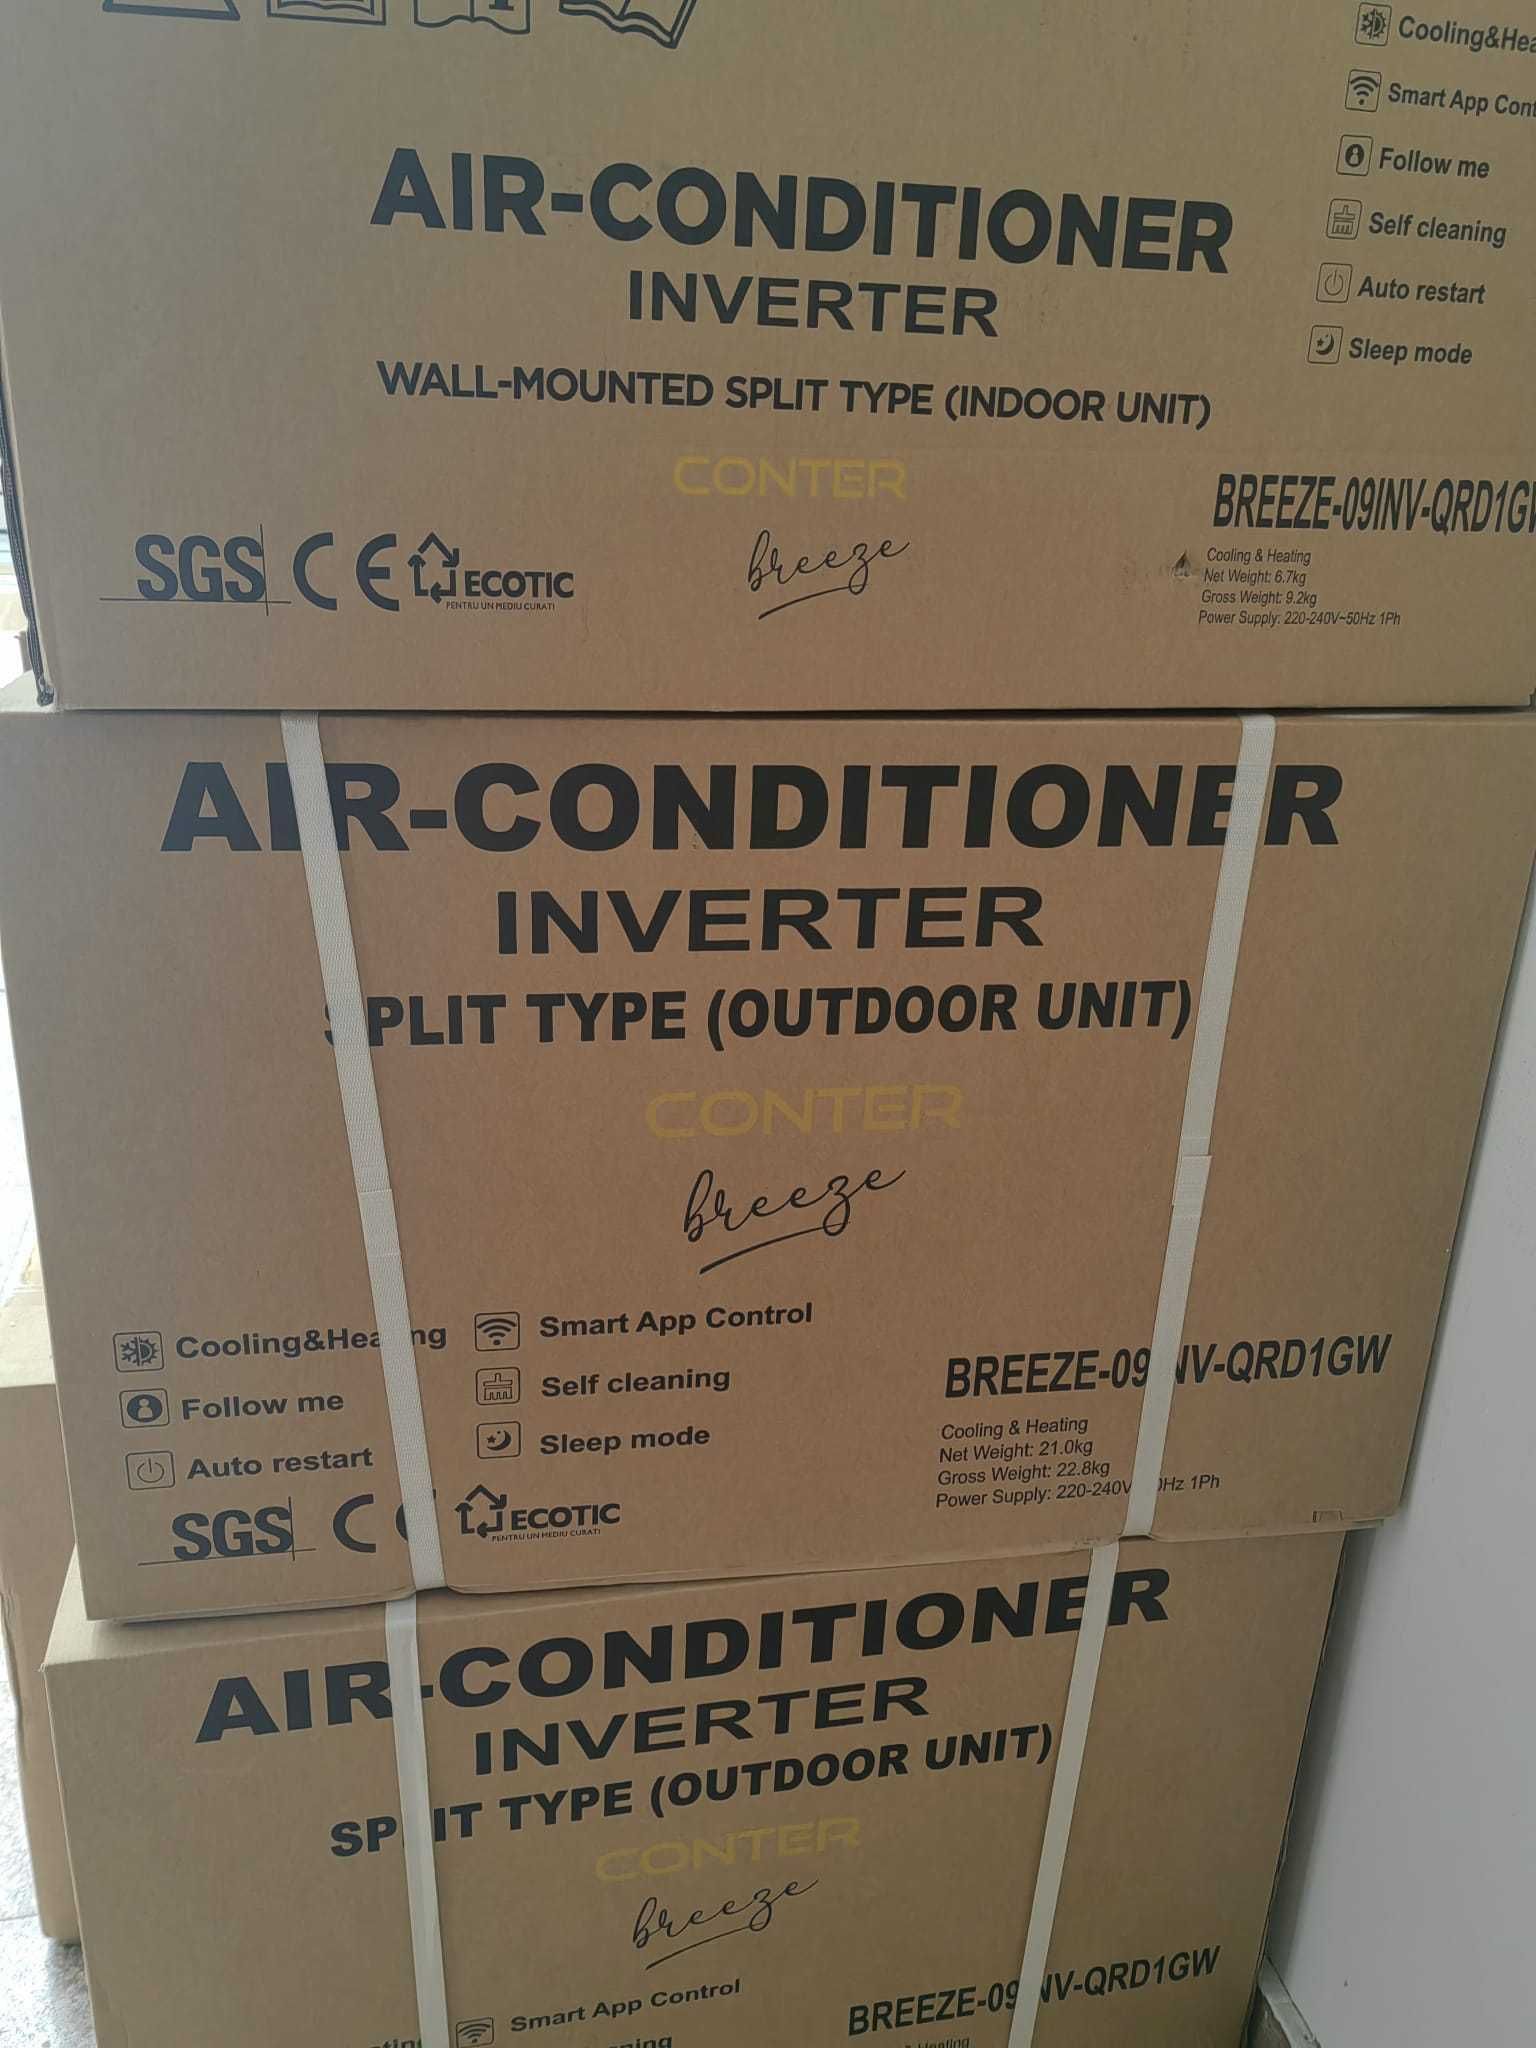 Cooling&Hea
Smart App Cont
Follow me
Self cleaning
Auto restart
Sleep mode
AIR-CONDITIONER
INVERTER
WALL-MOUNTED SPLIT TYPE (INDOOR UNIT)
CONTER
breeze
SGS CE ECOTIC
PENTRU UN MEDIU CURAT!
BREEZE-09INV-QRD1G
Cooling & Heating
Net Weight: 6.7kg
Gross Weight: 9.2kg
Power Supply: 220-240V~50Hz 1Ph
AIR-CONDITIONER
INVERTER
SPLIT TYPE (OUTDOOR UNIT)
CONTER
breeze
Cooling&Hea ng
Smart App Control
Follow me
Self cleaning
Auto restart
Sleep mode
SGS CE ECOTIC
PENTRU UN MEDIU CURAT!
BREEZE-09 NV-QRD1GW
Cooling & Heating
Net Weight: 21.0kg
Gross Weight: 22.8kg
Power Supply: 220-240V 0Hz 1Ph
AIR-CONDITIONER
INVERTER
SPLIT TYPE (OUTDOOR UNIT)
CONTER
breeze
Smart App Control
BREEZE-09 NV-QRD1GW